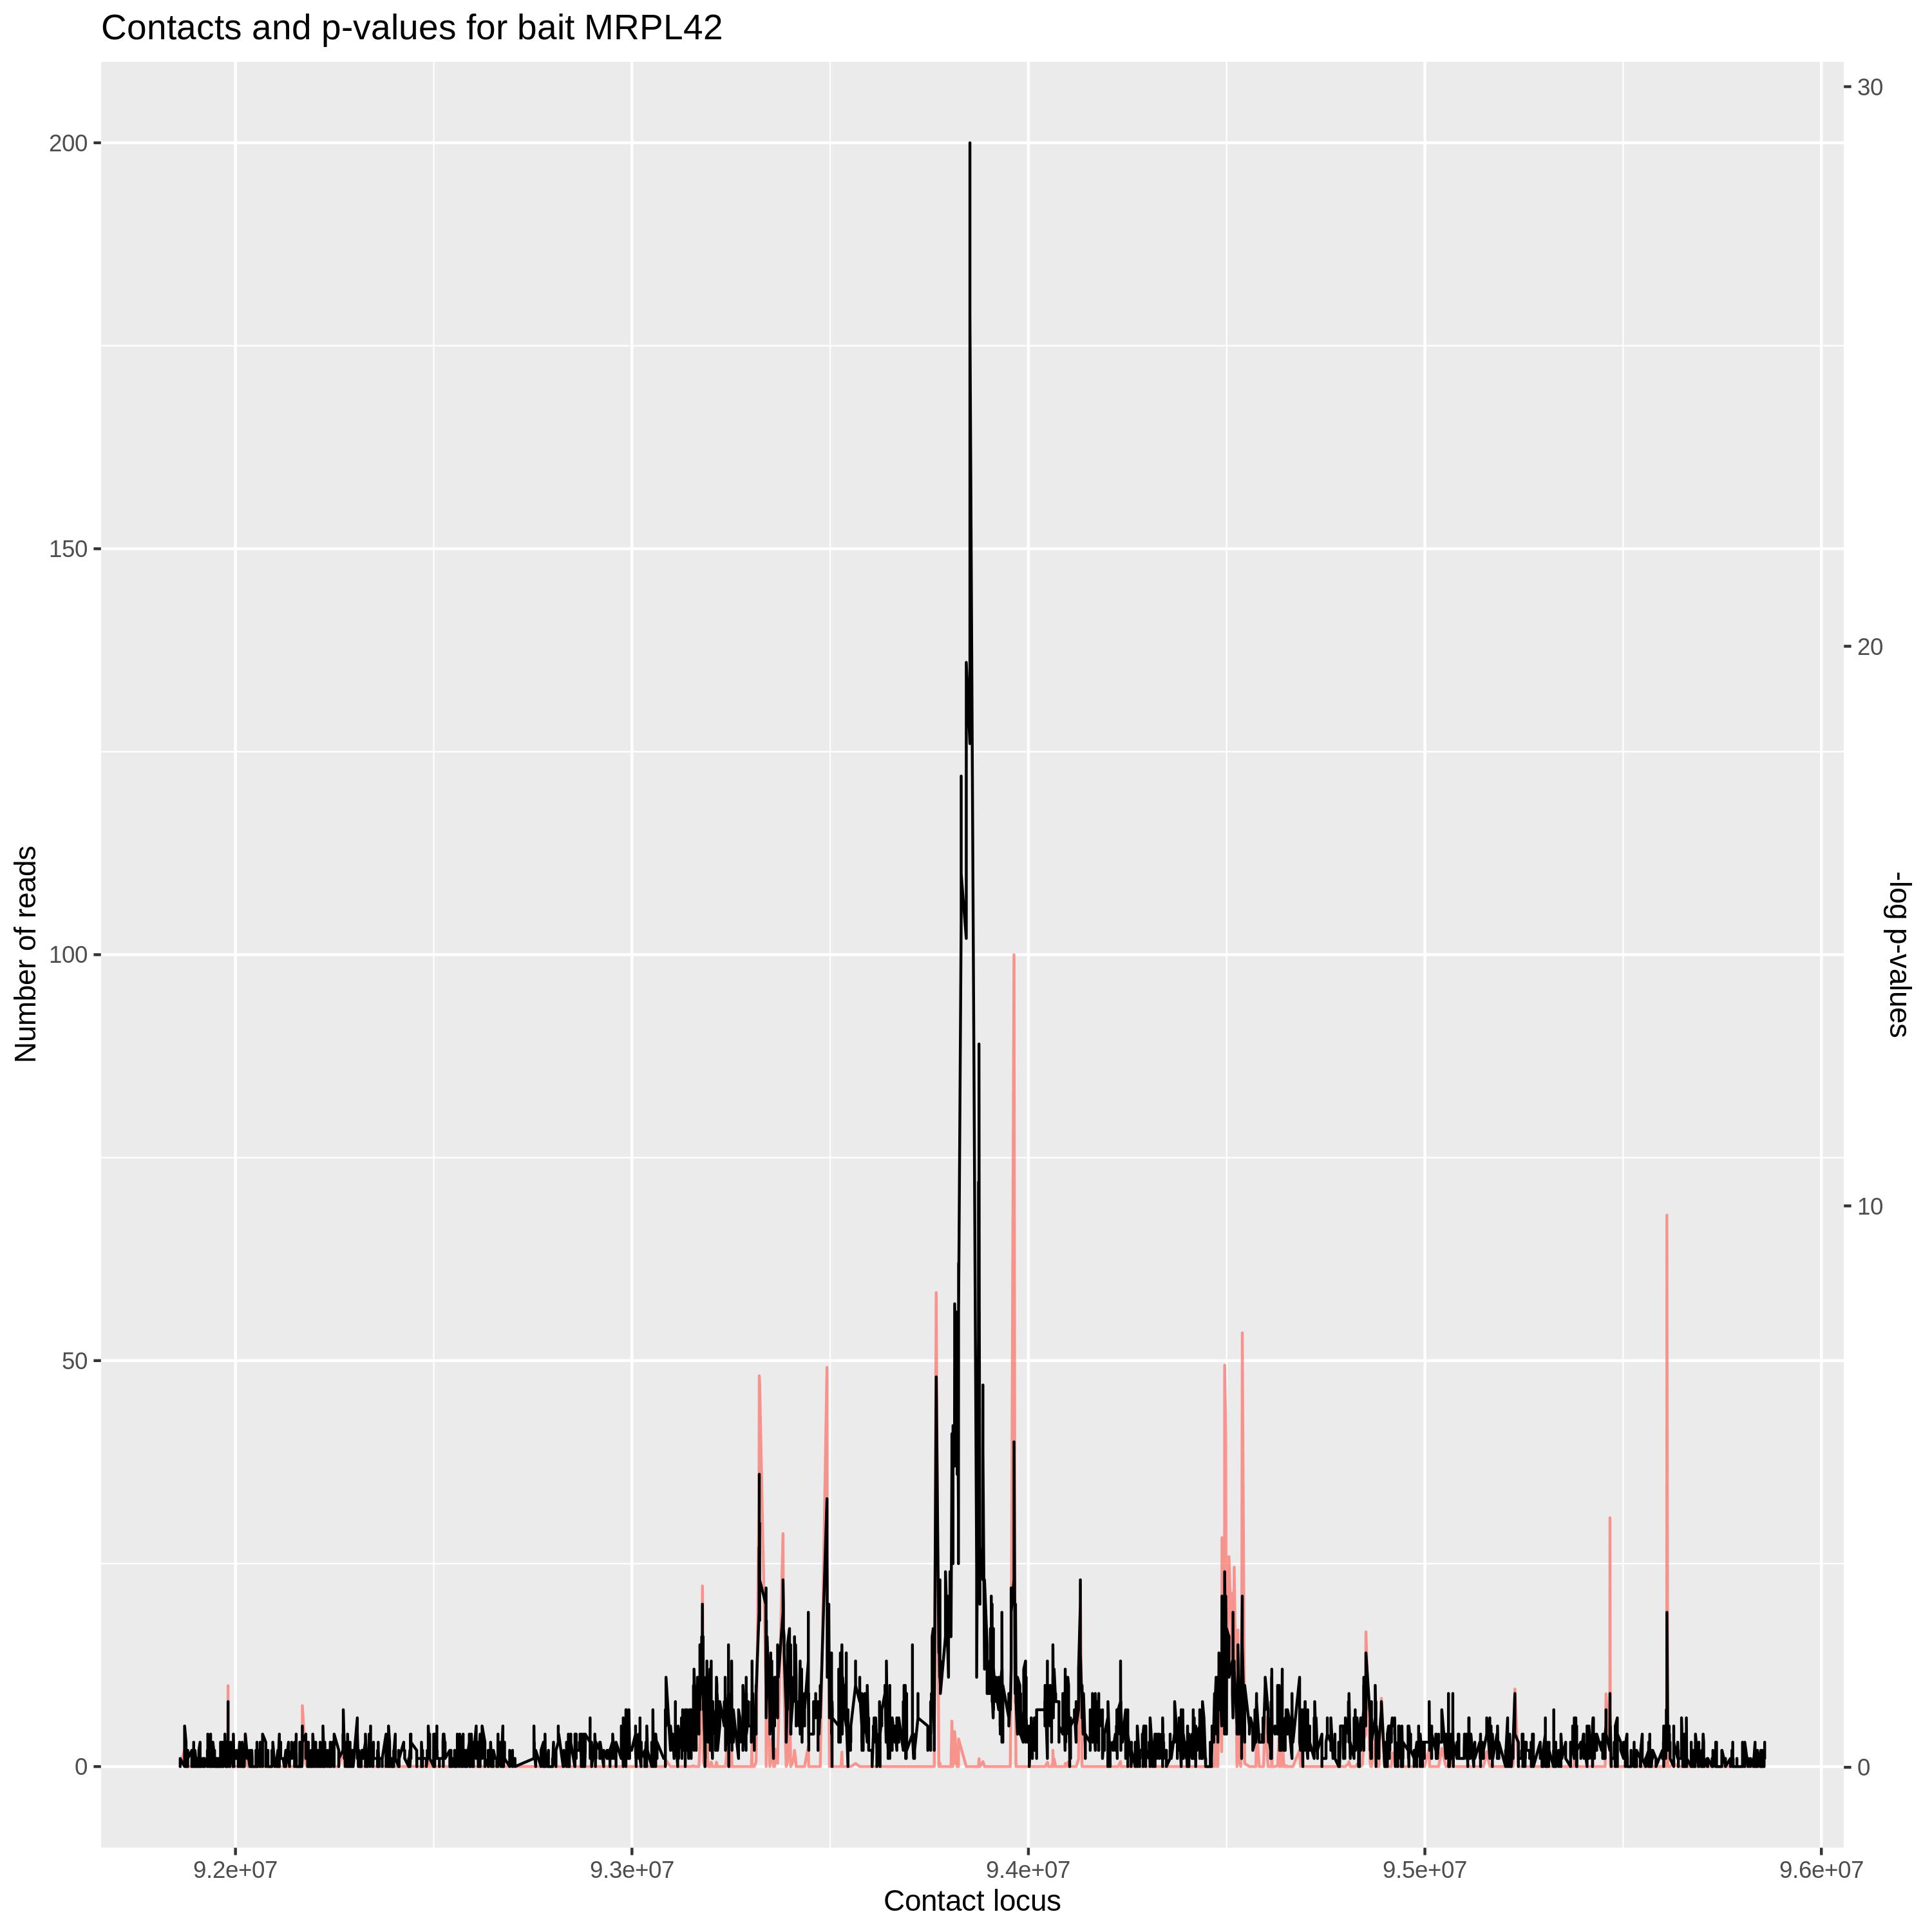 Contacts and p-values for bait MRPL42
200
150
100
50
0
Number of reads
30
20
10
0
-log p-values
9.2e+07
9.3e+07
9.4e+07
9.5e+07
9.6e+07
Contact locus